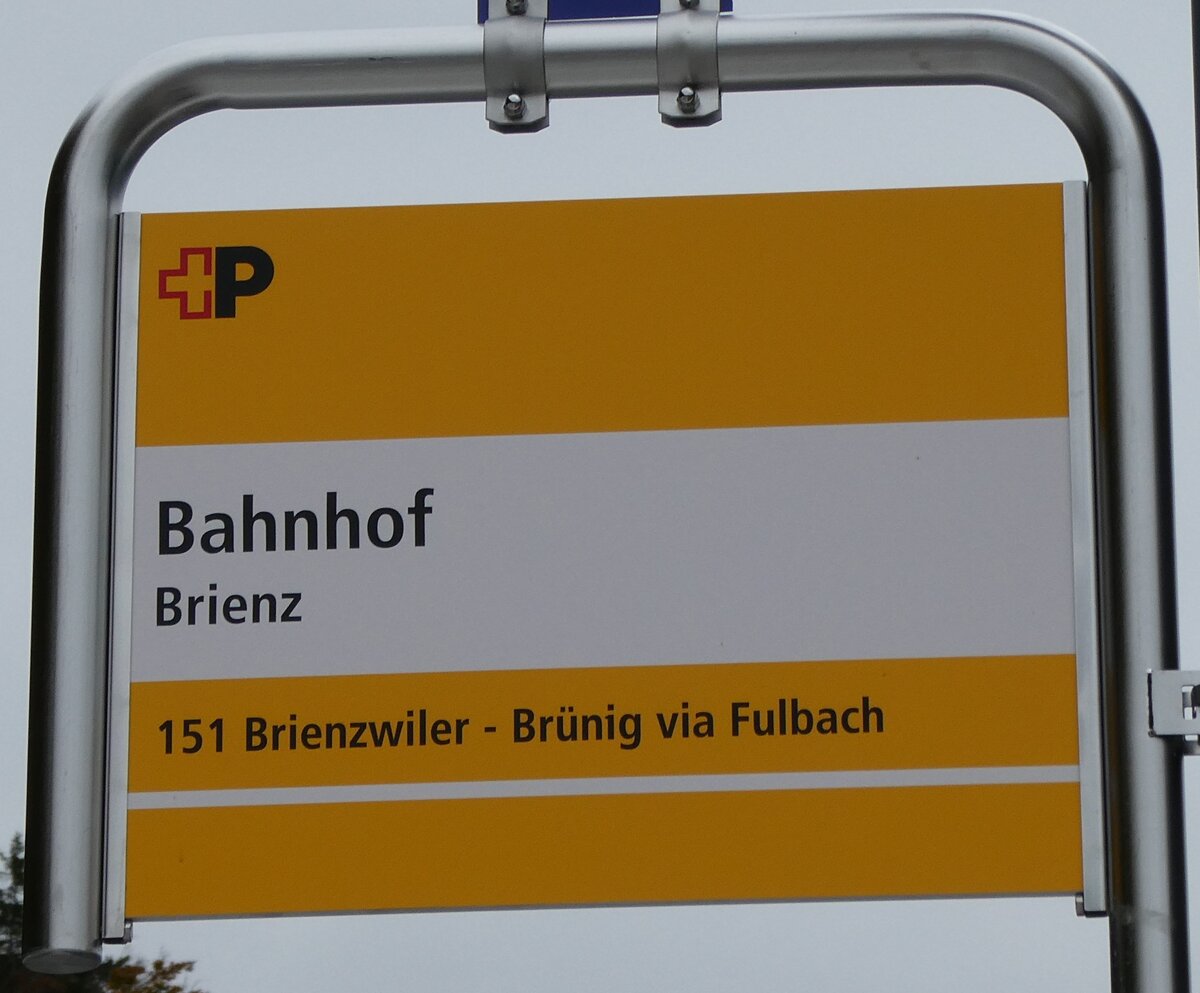 P
Bahnhof
Brienz
151 Brienzwiler - Brünig via Fulbach